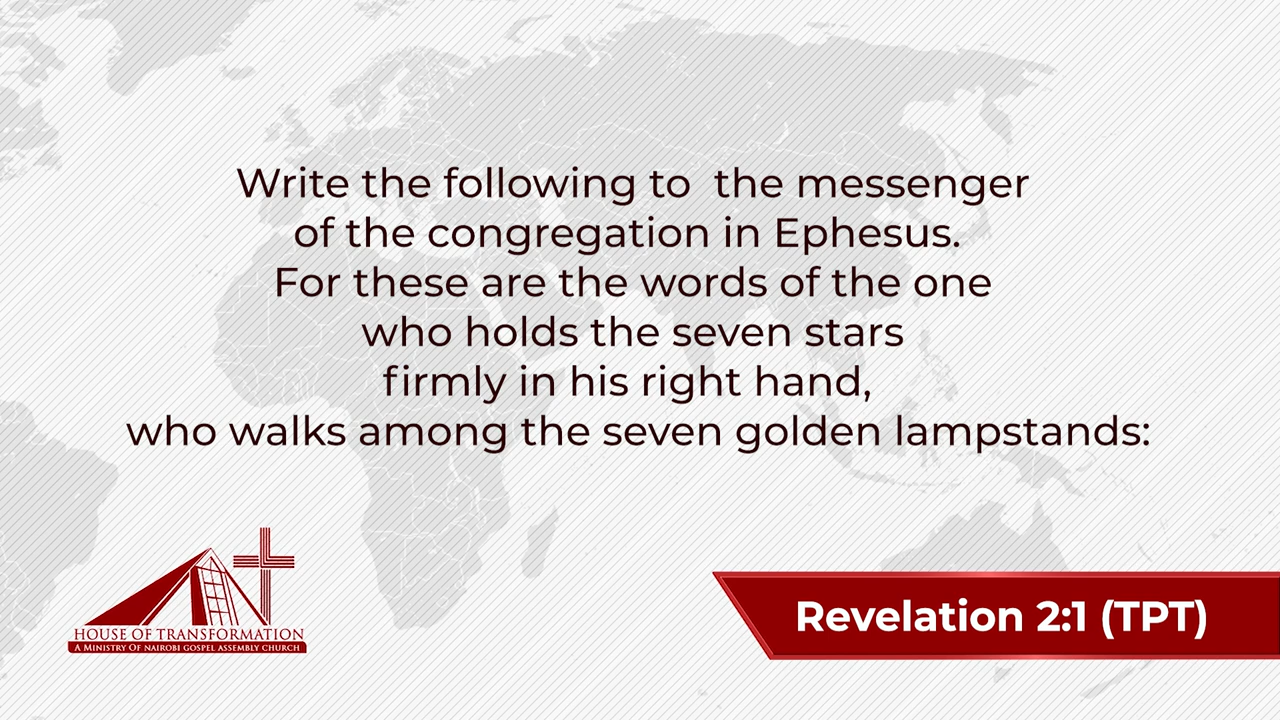 Write the following to  the messenger
of the congregation in Ephesus.
For these are the words of the one
who holds the seven stars
firmly in his right hand,
who walks among the seven golden lampstands:
HOUSE OF TRANSFORMATION
A MINISTRY OF NAIROBI GOSPEL ASSEMBLY CHURCH
Revelation 2:1 (TPT)